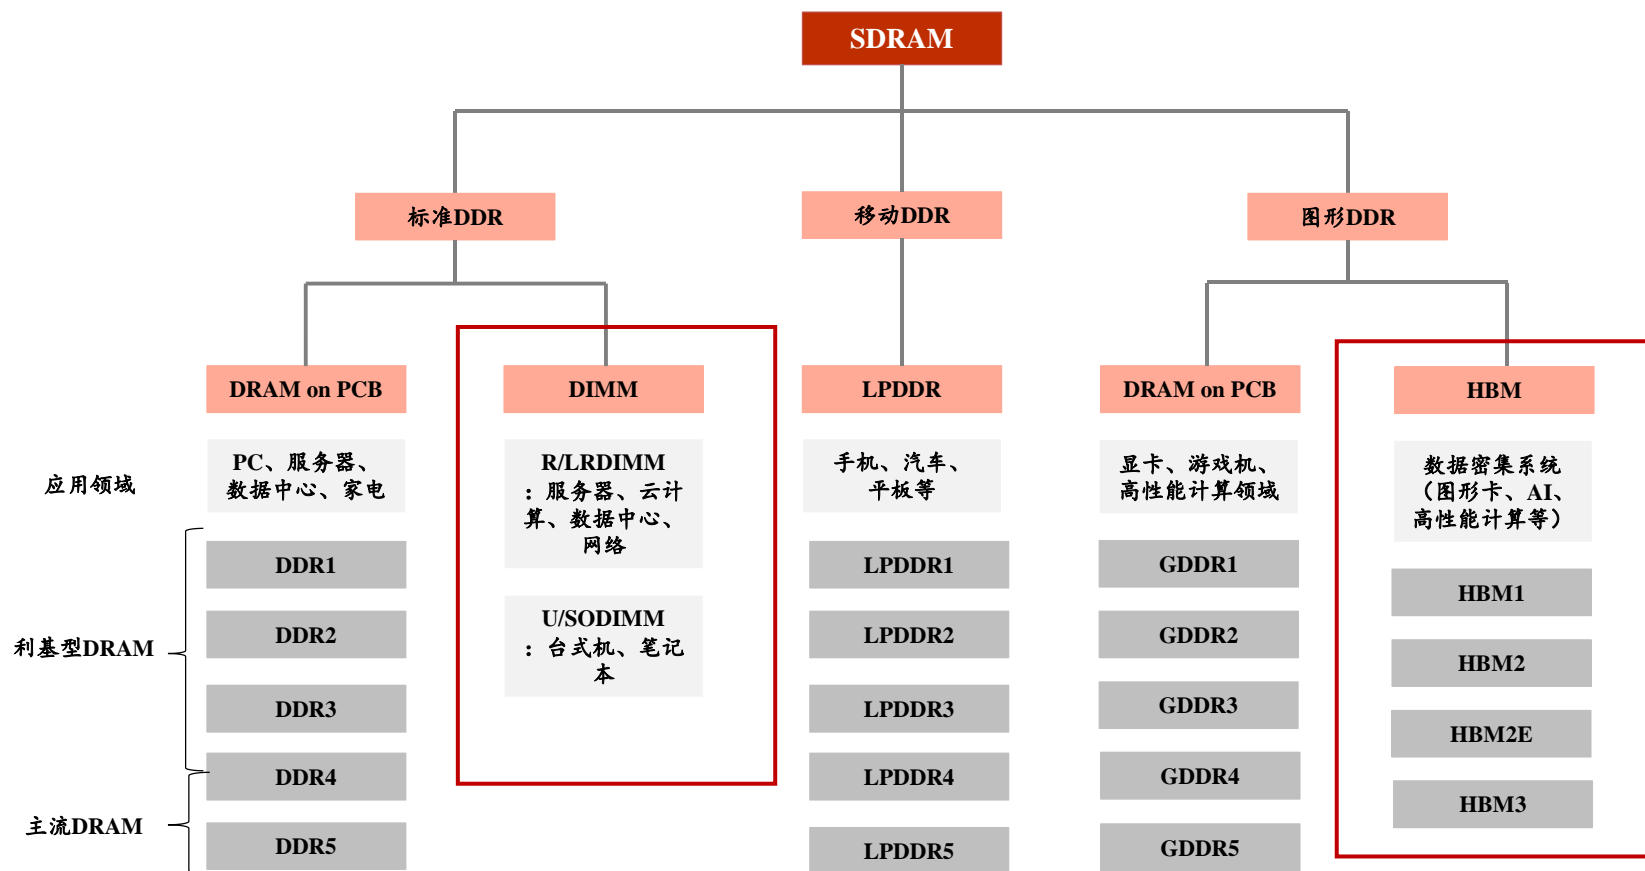 SDRAM
标准DDR
移动DDR
图形DDR
DRAM on PCB
DIMM
LPDDR
DRAM on PCB
HBM
应用领域
PC、服务器、
数据中心、家电
R/LRDIMM
：服务器、云计
算、数据中心、
网络
U/SODIMM
：台式机、笔记
本
手机、汽车、
平板等
显卡、游戏机、
高性能计算领域
数据密集系统
（图形卡、AI、
高性能计算等）
利基型DRAM
主流DRAM
DDR1
DDR2
DDR3
DDR4
DDR5
LPDDR1
LPDDR2
LPDDR3
LPDDR4
LPDDR5
GDDR1
GDDR2
GDDR3
GDDR4
GDDR5
HBM1
HBM2
HBM2E
HBM3